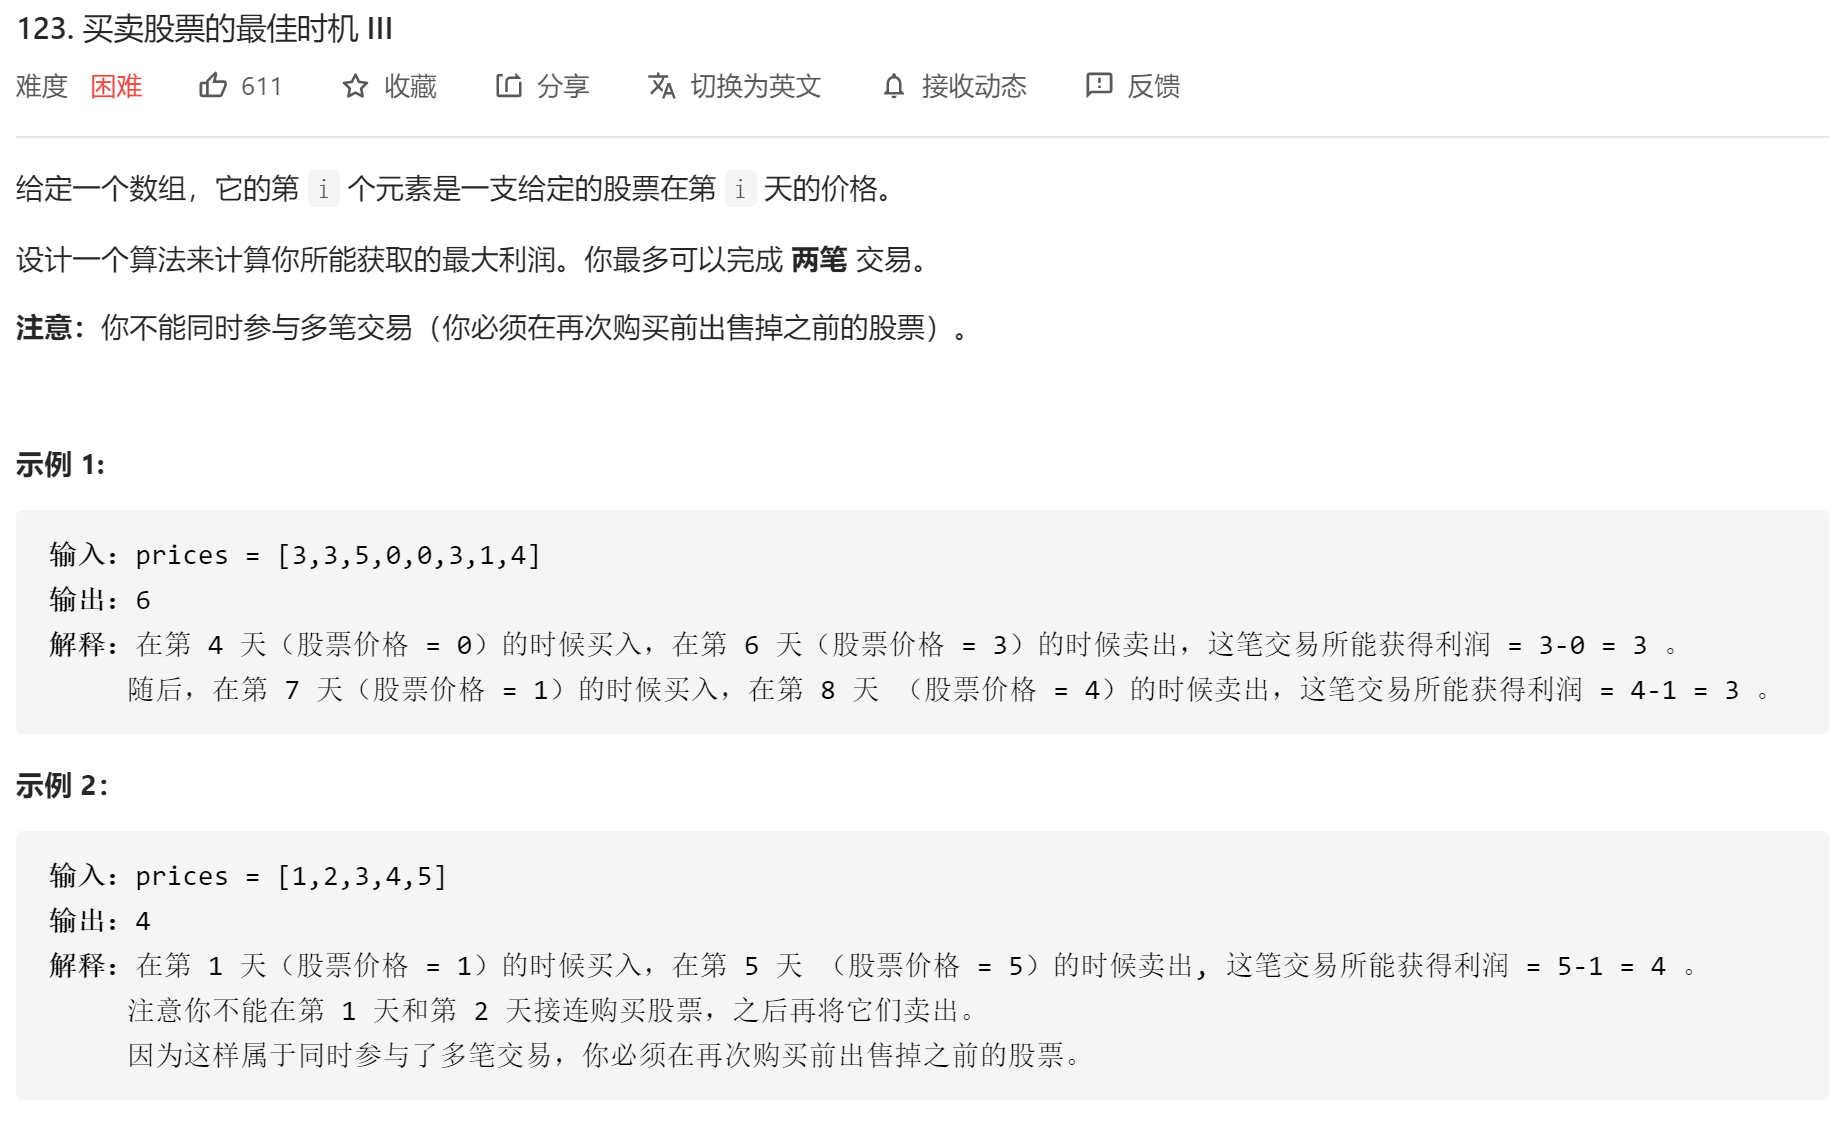 123. 买卖股票的最佳时机 III
难度 困难 611 收藏 分享 切换为英文 接收动态 反馈
给定一个数组，它的第 i 个元素是一支给定的股票在第 i 天的价格。
设计一个算法来计算你所能获取的最大利润。你最多可以完成 两笔 交易。
注意：你不能同时参与多笔交易（你必须在再次购买前出售掉之前的股票）。
示例 1:
输入：prices = [3,3,5,0,0,3,1,4]
输出：6
解释：在第 4 天（股票价格 = 0）的时候买入，在第 6 天（股票价格 = 3）的时候卖出，这笔交易所能获得利润 = 3-0 = 3 。
随后，在第 7 天（股票价格 = 1）的时候买入，在第 8 天 （股票价格 = 4）的时候卖出，这笔交易所能获得利润 = 4-1 = 3 。
示例 2：
输入：prices = [1,2,3,4,5]
输出：4
解释：在第 1 天（股票价格 = 1）的时候买入，在第 5 天 （股票价格 = 5）的时候卖出, 这笔交易所能获得利润 = 5-1 = 4 。
注意你不能在第 1 天和第 2 天接连购买股票，之后再将它们卖出。
因为这样属于同时参与了多笔交易，你必须在再次购买前出售掉之前的股票。